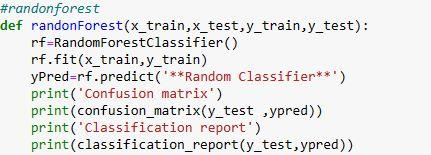 #randonforest
def randonForest(x_train,x_test,y_train,y_test):
    rf=RandomForestClassifier()
    rf.fit(x_train,y_train)
    yPred=rf.predict('**Random Classifier**')
    print('Confusion matrix')
    print(confusion_matrix(y_test ,ypred))
    print('Classification report')
    print(classification_report(y_test,ypred))